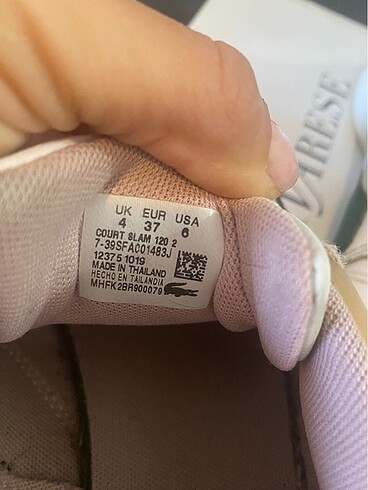 UK EUR USA
4 37 6
COURT SLAM 120 2
7-39SFA001483J
12375 1019
MADE IN THAILAND
HECHO EN TAILANDIA
MHFK2BR900079
VARESE